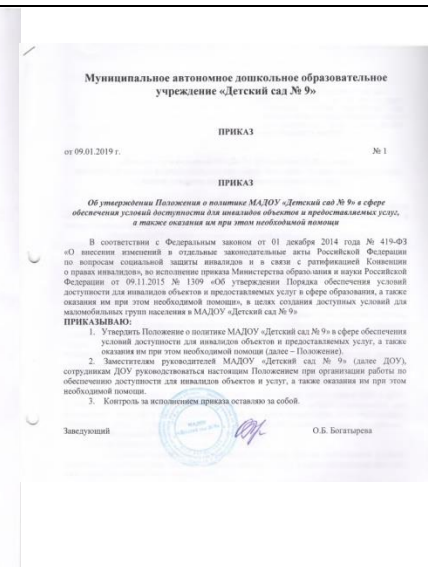 Муниципальное автономное дошкольное образовательное
учреждение «Детский сад № 9»
ПРИКАЗ
от 09.01.2019 г. № 1
ПРИКАЗ
Об утверждении Положения о политике МАДОУ «Детский сад № 9» в сфере
обеспечения условий доступности для инвалидов объектов и предоставляемых услуг,
а также оказания им при этом необходимой помощи
В соответствии с Федеральным законом от 01 декабря 2014 года № 419-ФЗ
«О внесении изменений в отдельные законодательные акты Российской Федерации
по вопросам социальной защиты инвалидов и в связи с ратификацией Конвенции
о правах инвалидов», во исполнение приказа Министерства образования и науки Российской
Федерации от 09.11.2015 № 1309 «Об утверждении Порядка обеспечения условий
доступности для инвалидов объектов и предоставляемых услуг в сфере образования, а также
оказания им при этом необходимой помощи», в целях создания доступных условий для
маломобильных групп населения в МАДОУ «Детский сад № 9»
ПРИКАЗЫВАЮ:
1. Утвердить Положение о политике МАДОУ «Детский сад № 9» в сфере обеспечения
условий доступности для инвалидов объектов и предоставляемых услуг, а также
оказания им при этом необходимой помощи (далее – Положение).
2. Заместителям руководителей МАДОУ «Детский сад № 9» (далее ДОУ),
сотрудникам ДОУ руководствоваться настоящим Положением при организации работы по
обеспечению доступности для инвалидов объектов и услуг, а также оказания им при этом
необходимой помощи.
3. Контроль за исполнением приказа оставляю за собой.
Заведующий О.Б. Богатырева